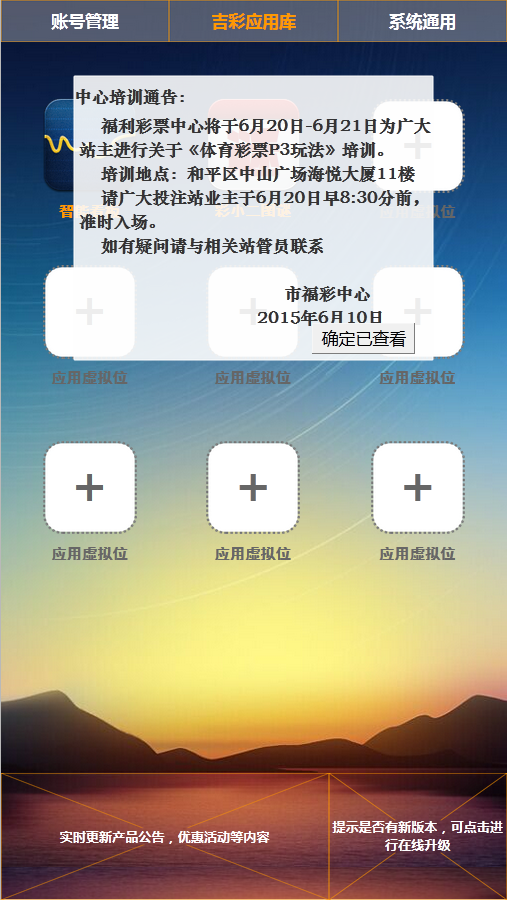 账号管理 吉彩应用库 系统通用
中心培训通告：
福利彩票中心将于6月20日-6月21日为广大
站主进行关于《体育彩票P3玩法》培训。
培训地点：和平区中山广场海悦大厦11楼
请广大投注站业主于6月20日早8:30分前，
准时入场。
如有疑问请与相关站管员联系
市福彩中心
2015年6月10日
确定已查看
应用虚拟位 应用虚拟位 应用虚拟位
应用虚拟位 应用虚拟位 应用虚拟位
实时更新产品公告，优惠活动等内容
提示是否有新版本，可点击进
行在线升级